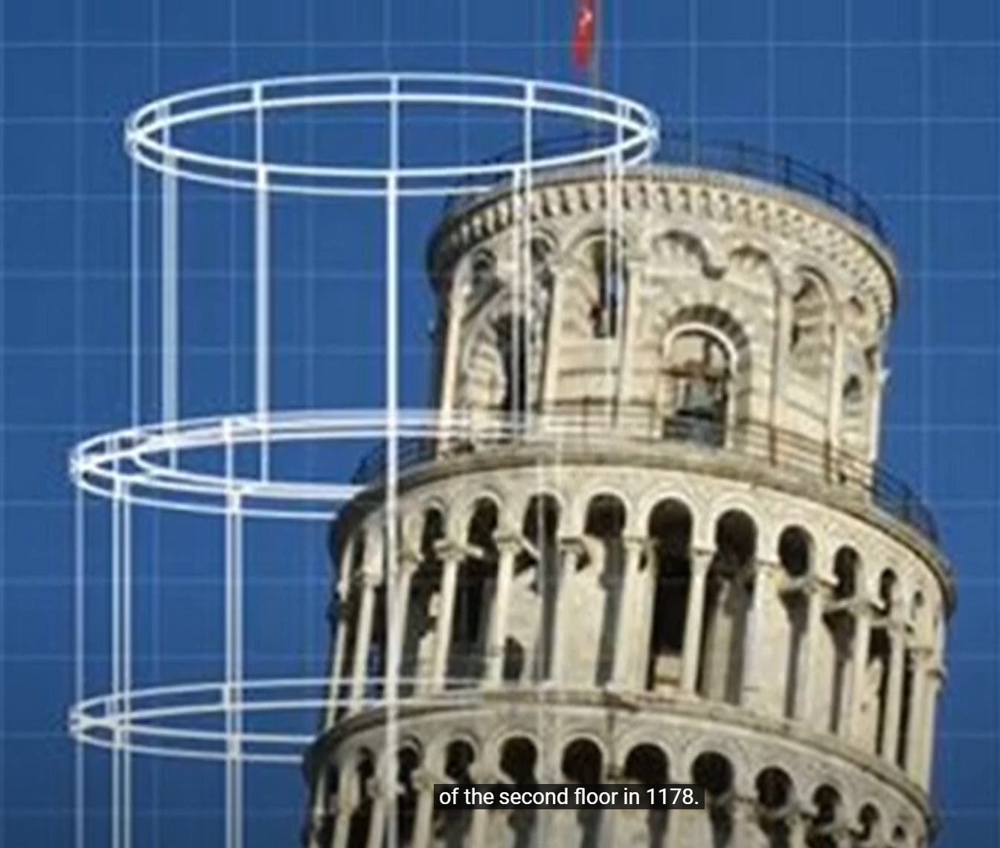 of the second floor in 1178.